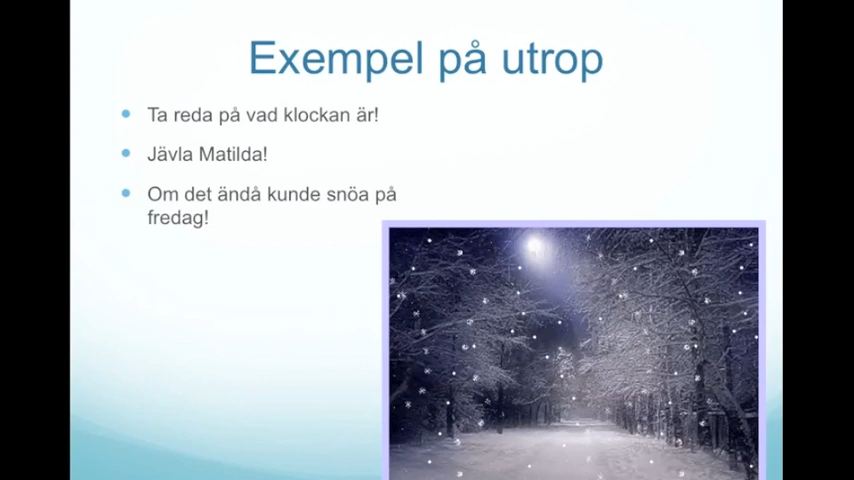 Exempel på utrop
Ta reda på vad klockan är!
Jävla Matilda!
Om det ändå kunde snöa på
fredag!